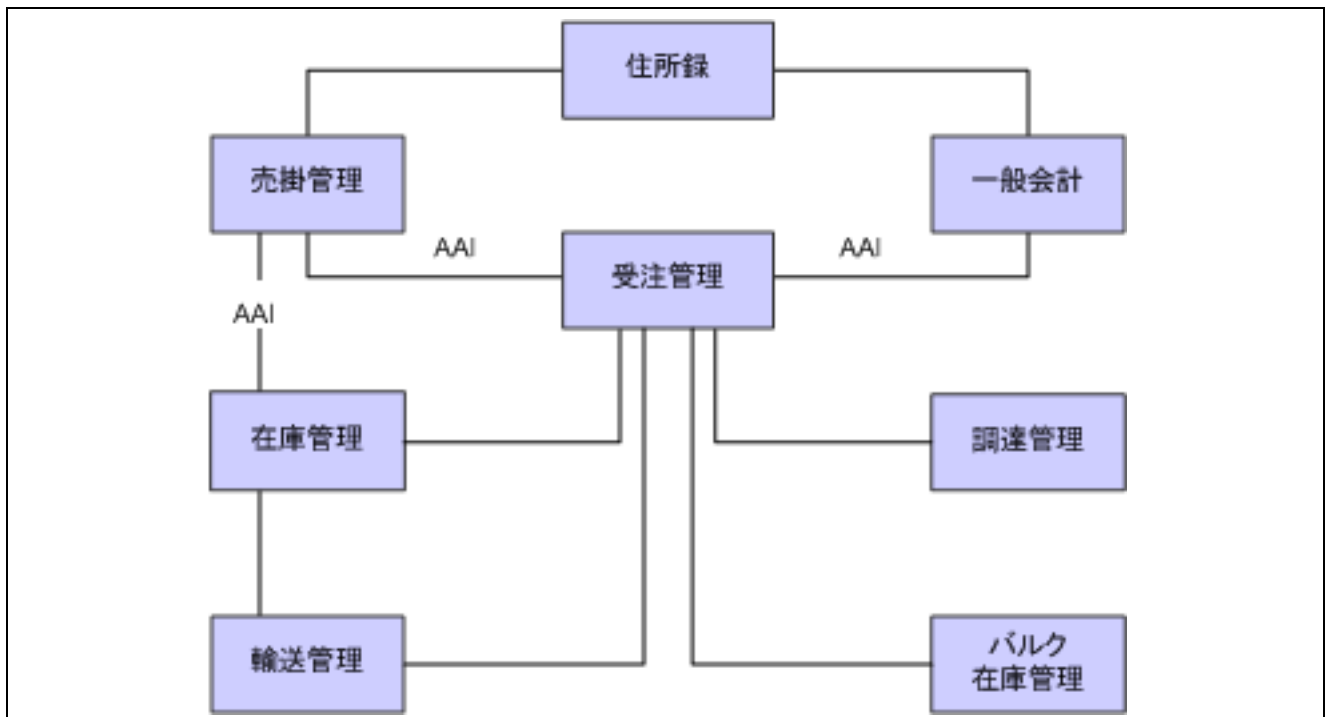 住所録
売掛管理
一般会計
AAI
AAI
受注管理
AAI
在庫管理
調達管理
輸送管理
バルク
在庫管理